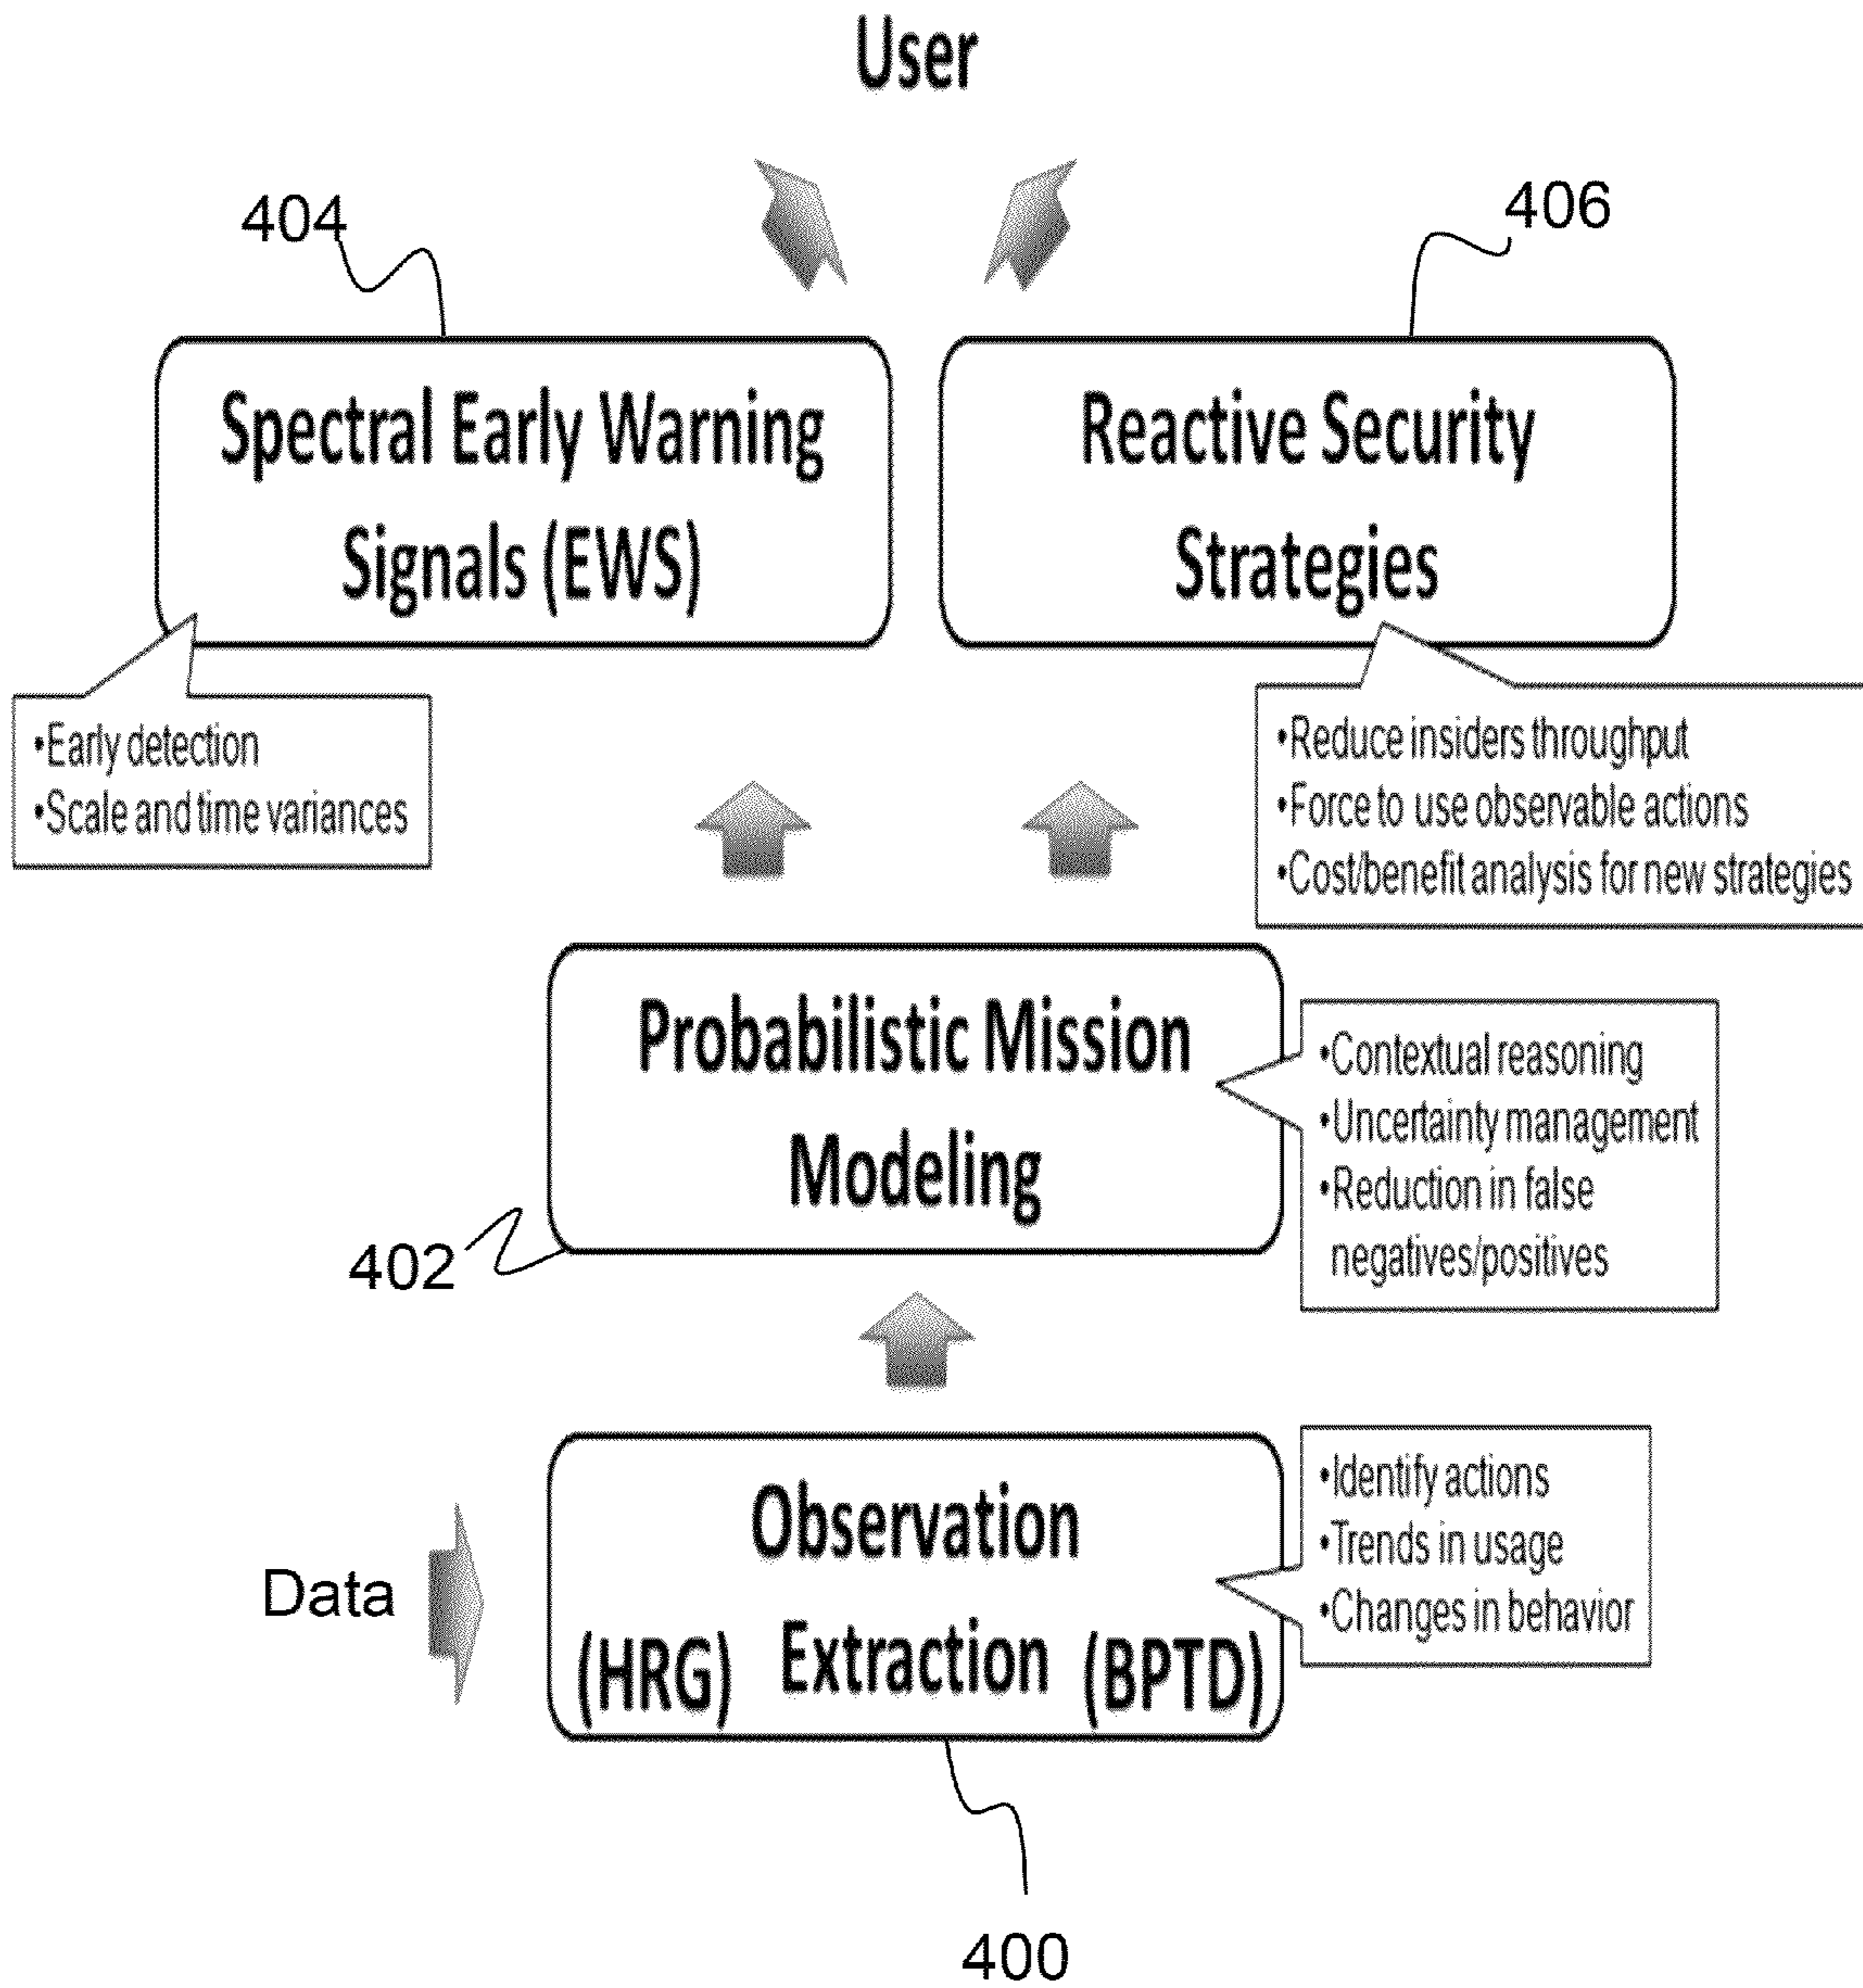 User
404
406
Spectral Early Warning
Signals (EWS)
Reactive Security
Strategies
•Early detection
•Scale and time variances
•Reduce insiders throughput
•Force to use observable actions
•Cost/benefit analysis for new strategies
Probabilistic Mission
Modeling
•Contextual reasoning
•Uncertainty management
•Reduction in false
negatives/positives
402
Data
Observation
(HRG) Extraction (BPTD)
•Identify actions
•Trends in usage
•Changes in behavior
400